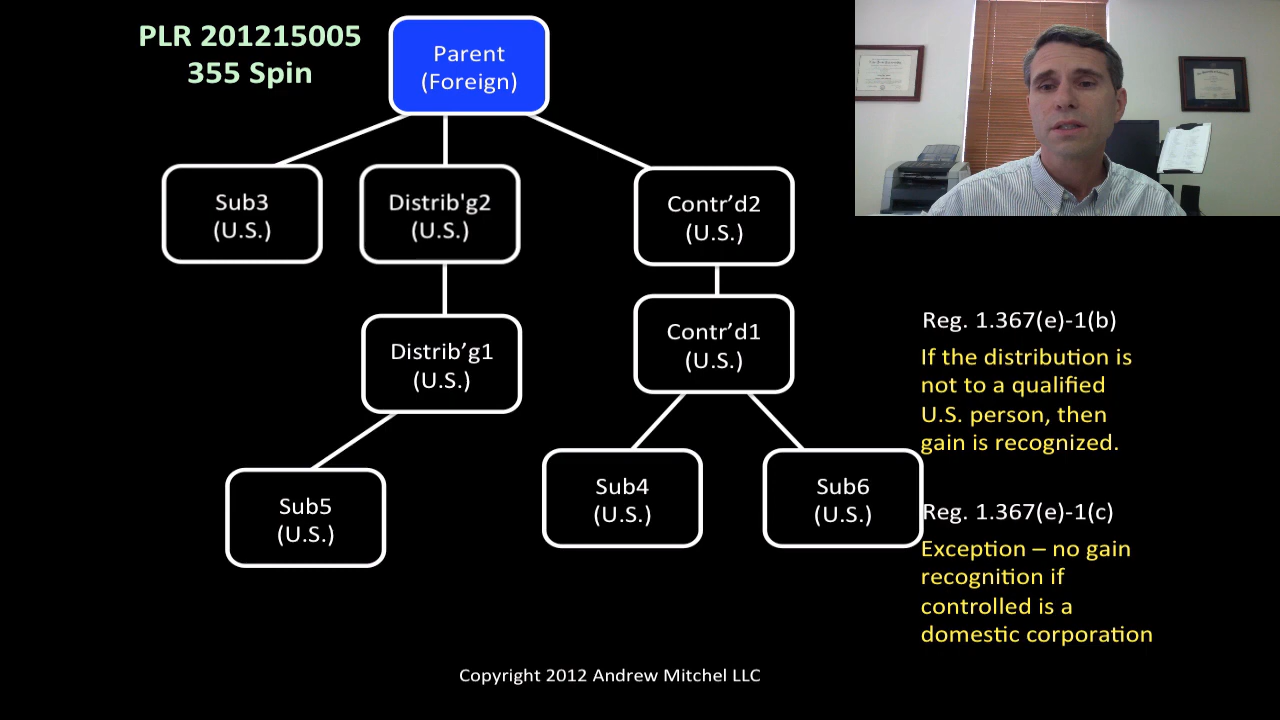 PLR 201215005
355 Spin
Parent
(Foreign)
Sub3
(U.S.)
Distrib'g2
(U.S.)
Contr’d2
(U.S.)
Distrib’g1
(U.S.)
Contr’d1
(U.S.)
Sub5
(U.S.)
Sub4
(U.S.)
Sub6
(U.S.)
Reg. 1.367(e)-1(b)
If the distribution is
not to a qualified
U.S. person, then
gain is recognized.
Reg. 1.367(e)-1(c)
Exception – no gain
recognition if
controlled is a
domestic corporation
Copyright 2012 Andrew Mitchel LLC